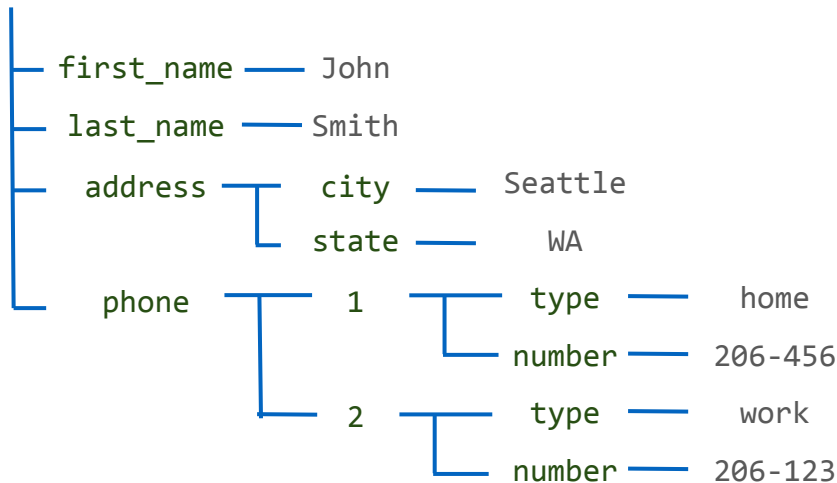 first_name John
last_name Smith
address city Seattle
state WA
phone 1 type home
number 206-456
2 type work
number 206-123